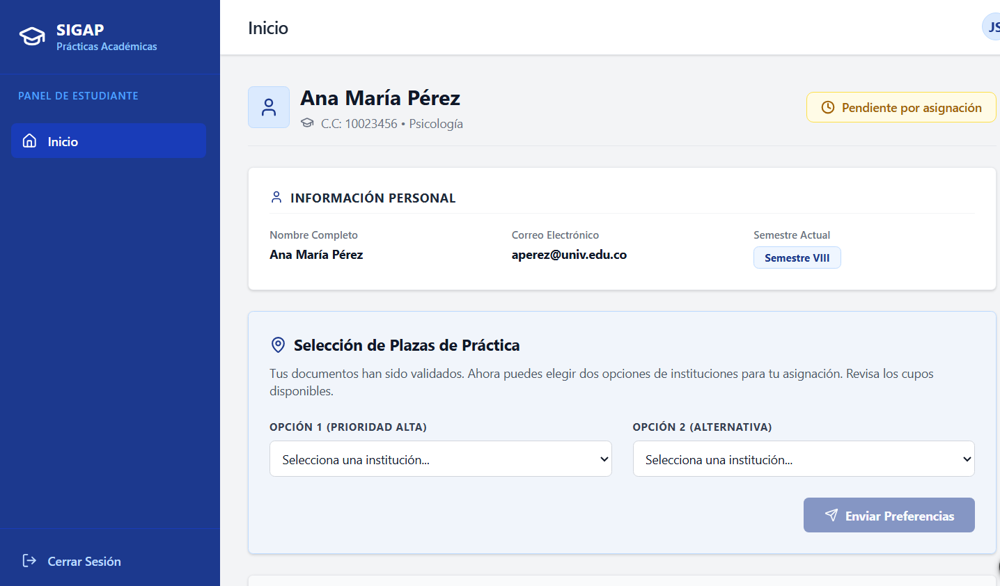 SIGAP
Prácticas Académicas
PANEL DE ESTUDIANTE
Inicio
Cerrar Sesión
Inicio
JS
Ana María Pérez
C.C: 10023456 • Psicología
Pendiente por asignación
INFORMACIÓN PERSONAL
Nombre Completo
Ana María Pérez
Correo Electrónico
aperez@univ.edu.co
Semestre Actual
Semestre VIII
Selección de Plazas de Práctica
Tus documentos han sido validados. Ahora puedes elegir dos opciones de instituciones para tu asignación. Revisa los cupos
disponibles.
OPCIÓN 1 (PRIORIDAD ALTA)
Selecciona una institución...
OPCIÓN 2 (ALTERNATIVA)
Selecciona una institución...
Enviar Preferencias